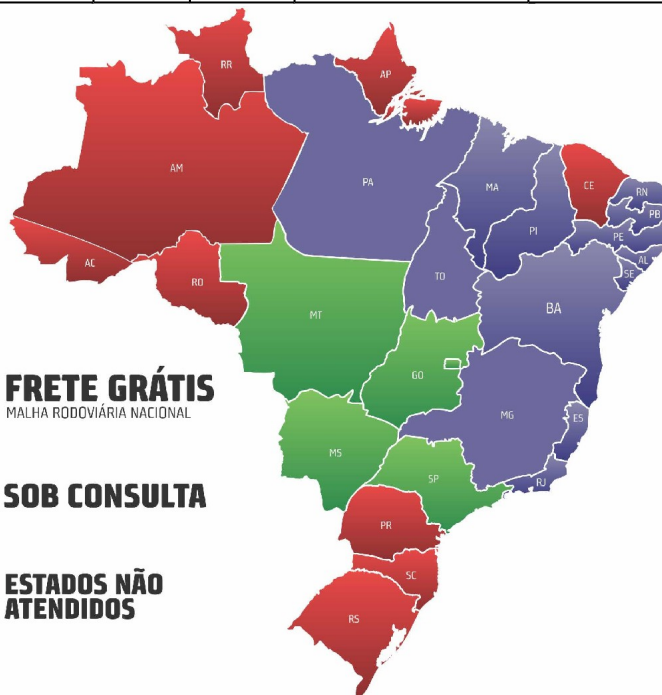 RR
AP
AM
PA
MA
CE
RN
PB
PI
PE
AL
SE
AC
RO
TO
BA
MT
GO
FRETE GRÁTIS
MALHA RODOVIÁRIA NACIONAL
MG
ES
MS
SP
RJ
SOB CONSULTA
PR
SC
ESTADOS NÃO
ATENDIDOS
RS